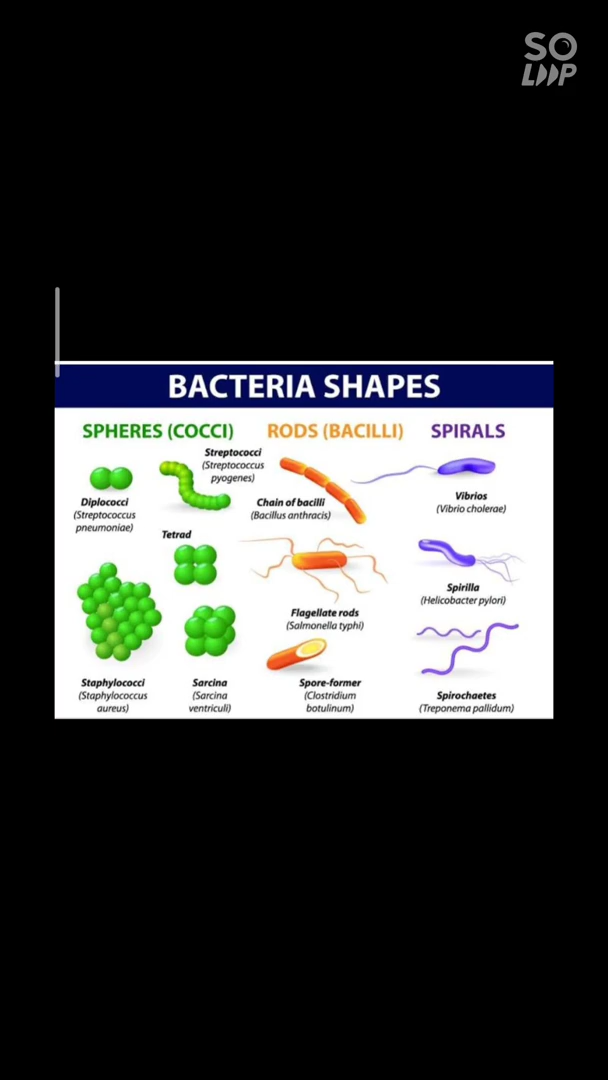 SO
LOOP
BACTERIA SHAPES
SPHERES (COCCI)
RODS (BACILLI)
SPIRALS
Diplococci
(Streptococcus
pneumoniae)
Streptococci
(Streptococcus
pyogenes)
Tetrad
Staphylococci
(Staphylococcus
aureus)
Sarcina
(Sarcina
ventriculi)
Chain of bacilli
(Bacillus anthracis)
Flagellate rods
(Salmonella typhi)
Spore-former
(Clostridium
botulinum)
Vibrios
(Vibrio cholerae)
Spirilla
(Helicobacter pylori)
Spirochaetes
(Treponema pallidum)